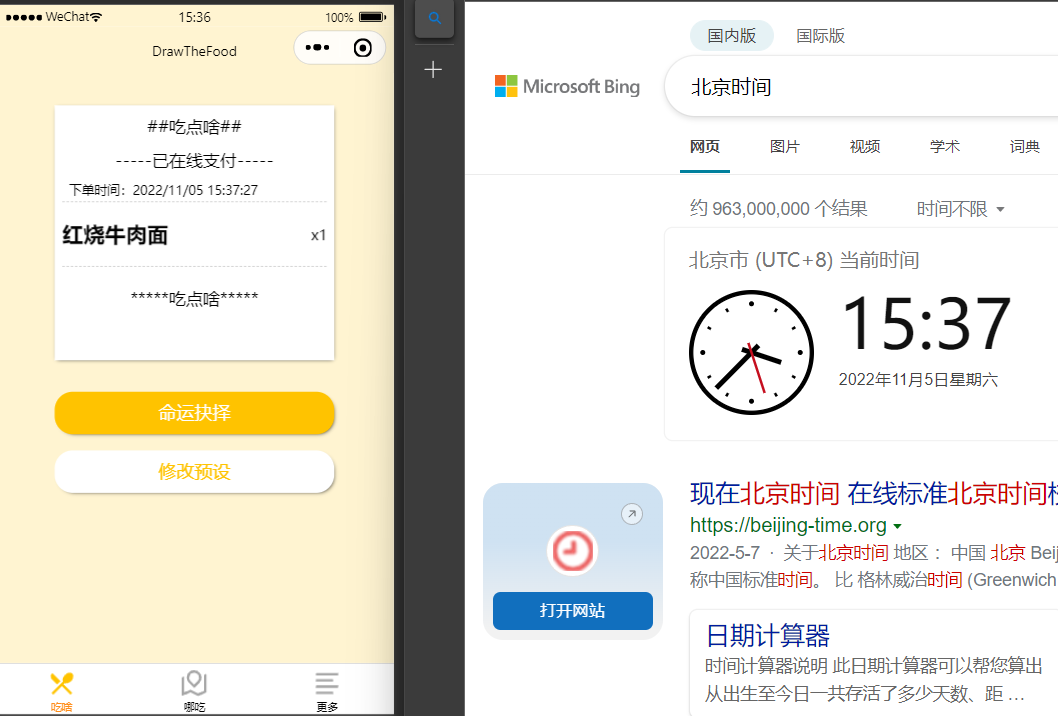 WeChat 15:36 100%
DrawTheFood
##吃点啥##
-----已在线支付-----
下单时间：2022/11/05 15:37:27
红烧牛肉面 x1
*****吃点啥*****
命运抉择
修改预设
吃啥 哪吃 更多
国内版 国际版
Microsoft Bing 北京时间
网页 图片 视频 学术 词典
约 963,000,000 个结果 时间不限
北京市 (UTC+8) 当前时间
15:37
2022年11月5日星期六
打开网站
现在北京时间 在线标准北京时间
https://beijing-time.org
2022-5-7 · 关于北京时间 地区： 中国 北京 Beij
称中国标准时间。 比 格林威治时间 (Greenwich
日期计算器
时间计算器说明 此日期计算器可以帮您算出
从出生至今日一共存活了多少天数、距 …